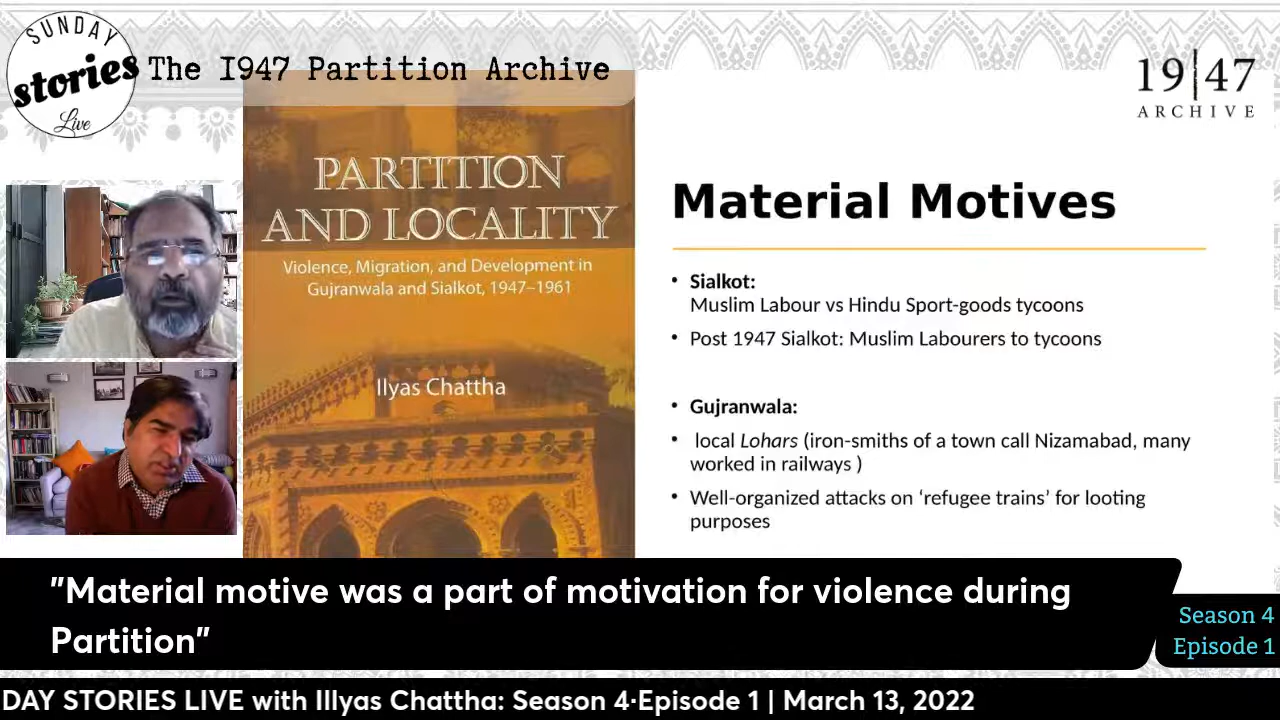 SUNDAY
stories
Live
The 1947 Partition Archive
19|47
ARCHIVE
PARTITION
AND LOCALITY
Violence, Migration, and Development in
Gujranwala and Sialkot, 1947–1961
Ilyas Chattha
Material Motives
• Sialkot:
Muslim Labour vs Hindu Sport-goods tycoons
• Post 1947 Sialkot: Muslim Labourers to tycoons
• Gujranwala:
• local Lohars (iron-smiths of a town call Nizamabad, many
worked in railways )
• Well-organized attacks on ‘refugee trains’ for looting
purposes
"Material motive was a part of motivation for violence during
Partition"
Season 4
Episode 1
DAY STORIES LIVE with Illyas Chattha: Season 4·Episode 1 | March 13, 2022